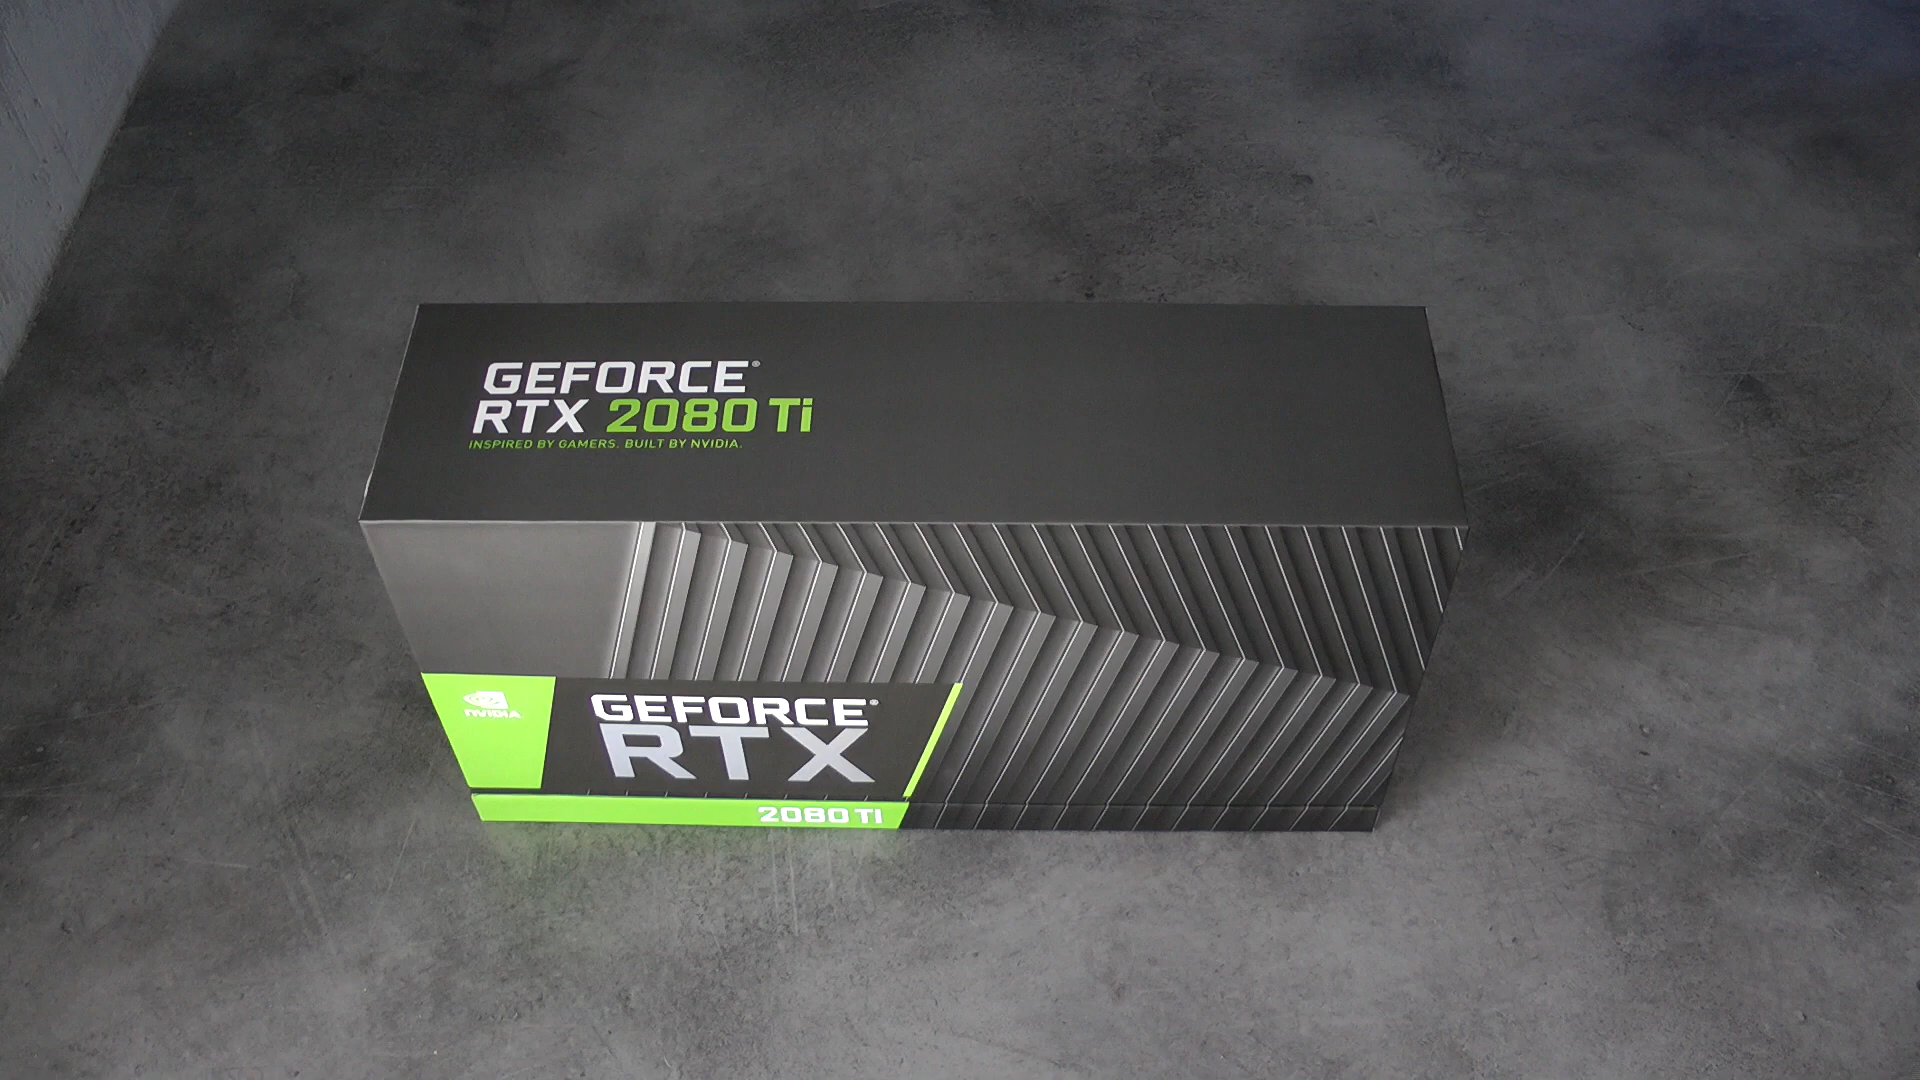 GEFORCE®
RTX 2080 Ti
INSPIRED BY GAMERS. BUILT BY NVIDIA.
NVIDIA
GEFORCE®
RTX
2080 TI